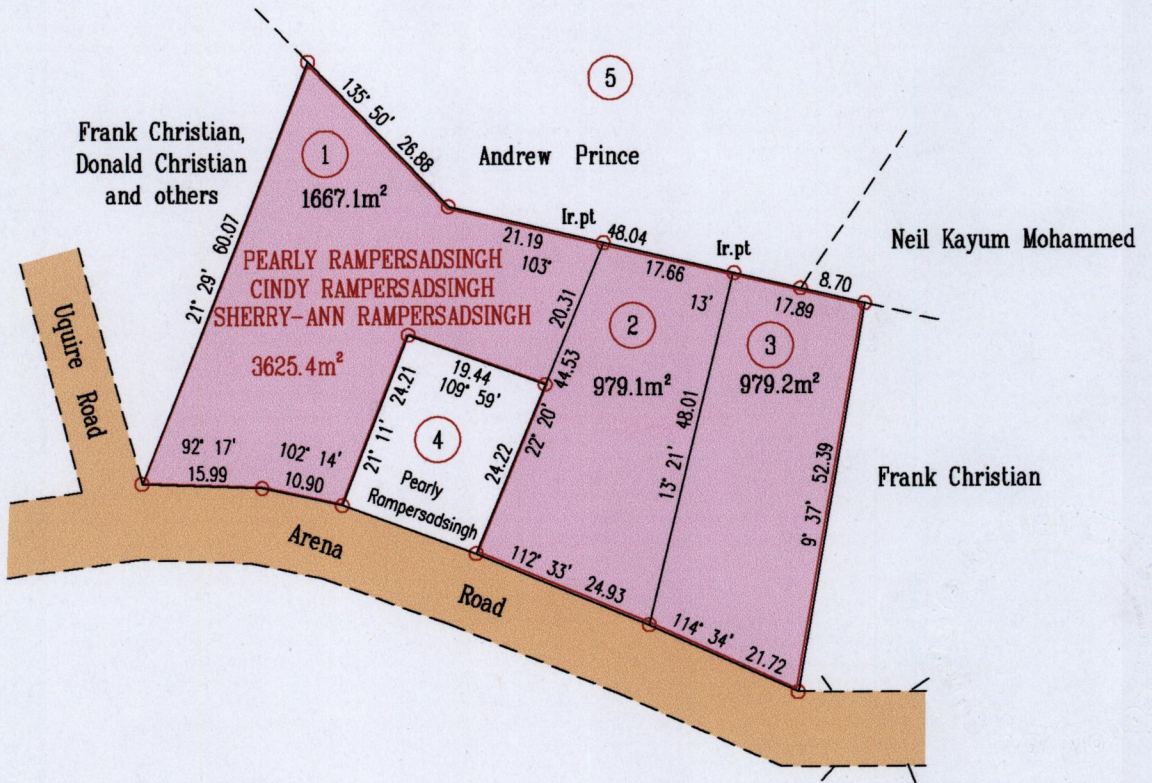 5
135° 50' 26.88
Frank Christian,
Donald Christian
and others
1
1667.1m²
Andrew Prince
Ir.pt
48.04
Ir.pt
Neil Kayum Mohammed
21.19
103°
17.66
13'
8.70
17.89
21° 29' 60.07
PEARLY RAMPERSADSINGH
CINDY RAMPERSADSINGH
SHERRY-ANN RAMPERSADSINGH
3625.4m²
20.31
2
979.1m²
3
979.2m²
Uquire Road
19.44
109° 59'
24.21
21° 11'
4
Pearly
Rampersadsingh
44.53
22° 20'
24.22
13° 21' 48.01
9° 37' 52.39
Frank Christian
92° 17'
15.99
102° 14'
10.90
Arena Road
112° 33' 24.93
114° 34' 21.72